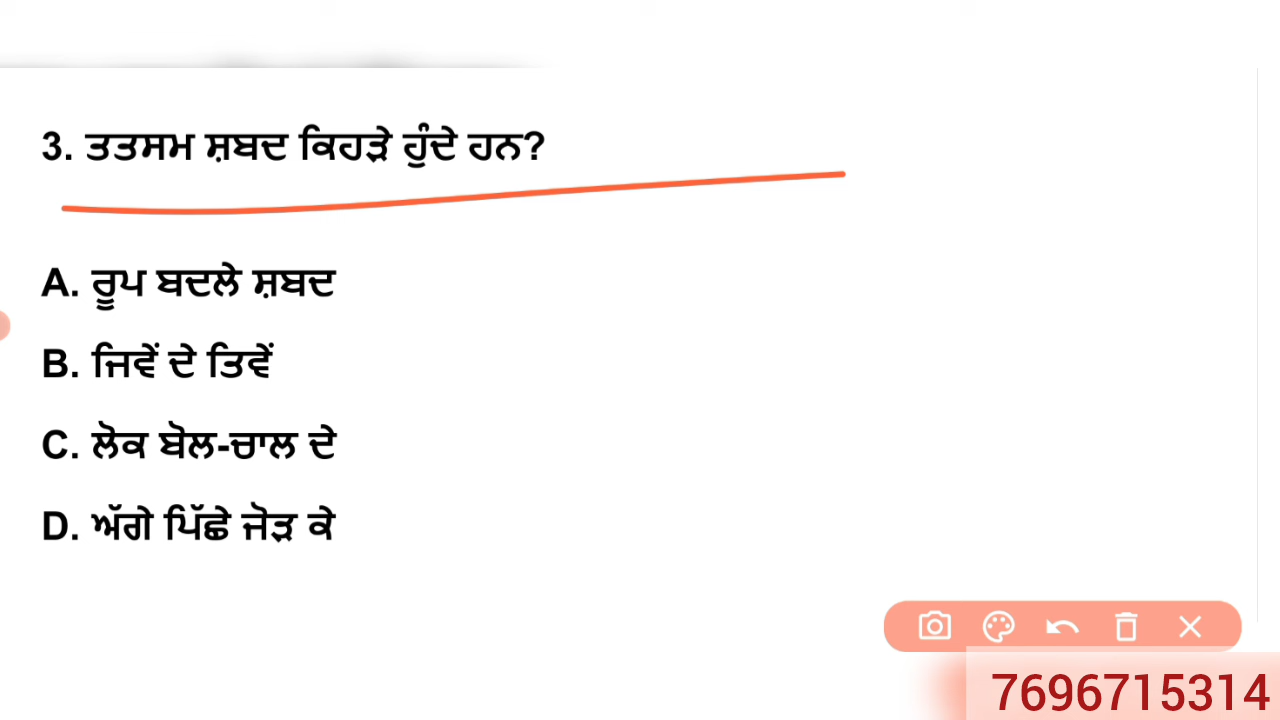 3. ਤਤਸਮ ਸ਼ਬਦ ਕਿਹੜੇ ਹੁੰਦੇ ਹਨ?
A. ਰੂਪ ਬਦਲੇ ਸ਼ਬਦ
B. ਜਿਵੇਂ ਦੇ ਤਿਵੇਂ
C. ਲੋਕ ਬੋਲ-ਚਾਲ ਦੇ
D. ਅੱਗੇ ਪਿੱਛੇ ਜੋੜ ਕੇ
7696715314